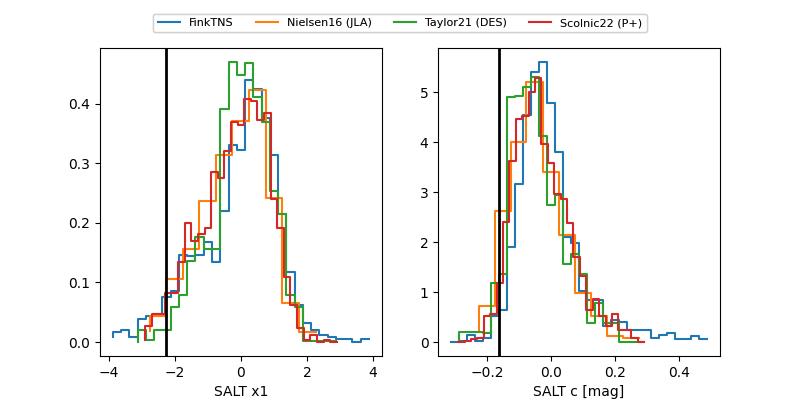 FinkTNS Nielsen16 (JLA) Taylor21 (DES) Scolnic22 (P+)
0.4
0.3
0.2
0.1
0.0
−4 −2 0 2 4
SALT x1
5
4
3
2
1
0
−0.2 0.0 0.2 0.4
SALT c [mag]